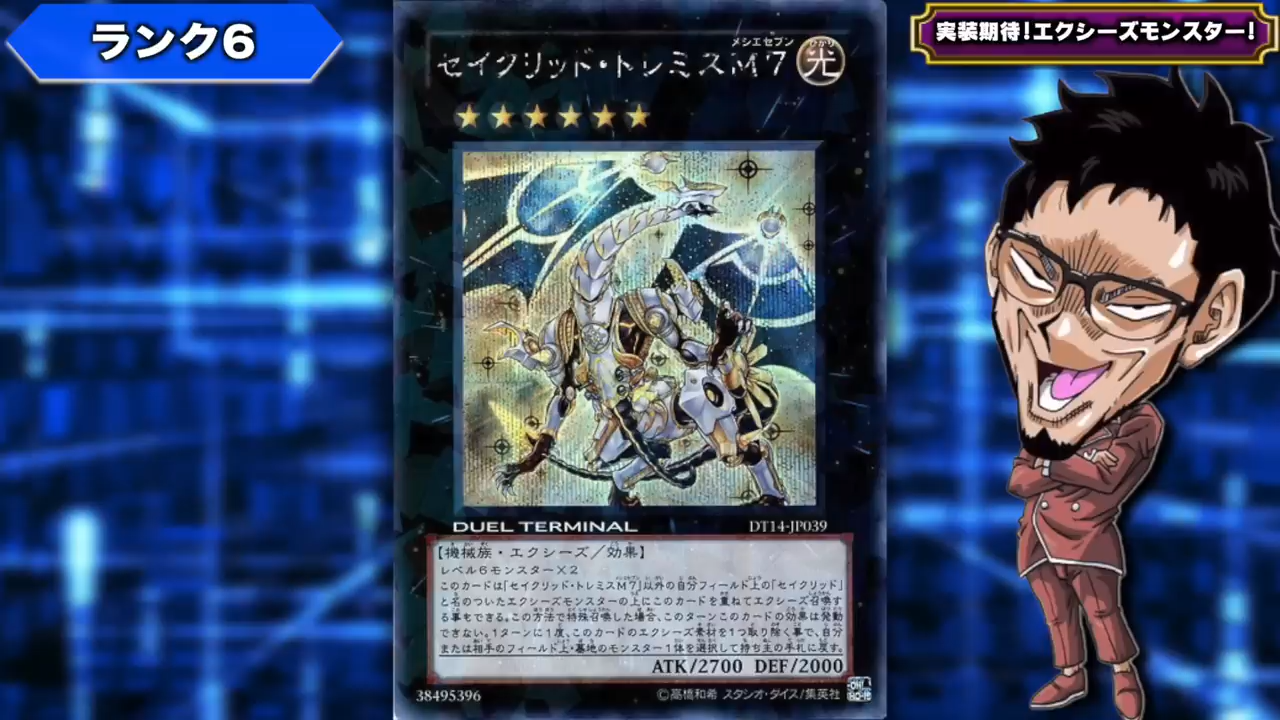 ランク6
実装期待!エクシーズモンスター!
メシエセブン
セイクリッド・トレミスM7
ひかり
光
DUEL TERMINAL
DT14-JP039
【機械族・エクシーズ/効果】
レベル6モンスター×2
このカードは「セイクリッド・トレミスM7」以外の自分フィールド上の「セイクリッド」
と名のついたエクシーズモンスターの上にこのカードを重ねてエクシーズ召喚す
る事もできる。この方法で特殊召喚した場合、このターンこのカードの効果は発動
できない。1ターンに1度、このカードのエクシーズ素材を1つ取り除く事で、自分
または相手のフィールド上・墓地のモンスター1体を選択して持ち主の手札に戻す。
ATK/2700 DEF/2000
38495396
©高橋和希 スタジオ・ダイス/集英社